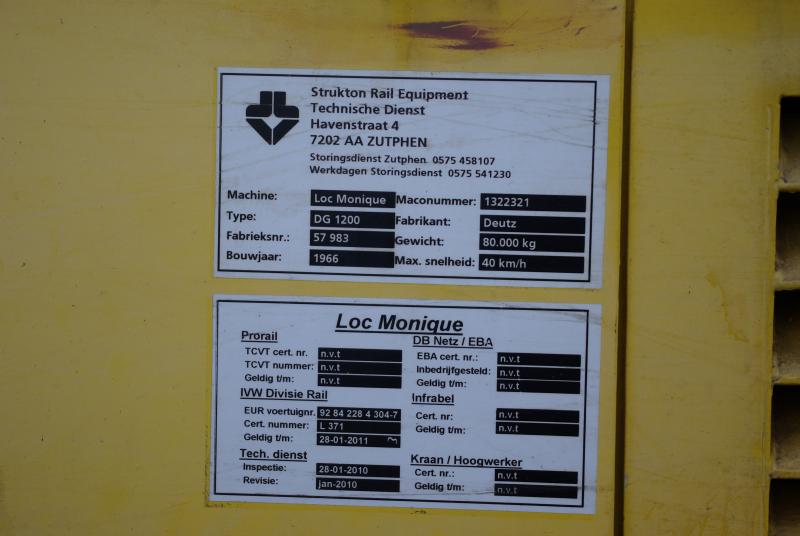 Strukton Rail Equipment
Technische Dienst
Havenstraat 4
7202 AA ZUTPHEN
Storingsdienst Zutphen 0575 458107
Werkdagen Storingsdienst 0575 541230
Machine: Loc Monique Maconummer: 1322321
Type: DG 1200 Fabrikant: Deutz
Fabrieksnr.: 57 983 Gewicht: 80.000 kg
Bouwjaar: 1966 Max. snelheid: 40 km/h
Loc Monique
Prorail
TCVT cert. nr. n.v.t
TCVT nummer: n.v.t
Geldig t/m: n.v.t
IVW Divisie Rail
EUR voertuignr. 92 84 228 4 304-7
Cert. nummer: L 371
Geldig t/m: 28-01-2011
Tech. dienst
Inspectie: 28-01-2010
Revisie: jan-2010
DB Netz / EBA
EBA cert. nr.: n.v.t
Inbedrijfgesteld: n.v.t
Geldig t/m: n.v.t
Infrabel
Cert. nr: n.v.t
Geldig t/m: n.v.t
Kraan / Hoogwerker
Cert. nr.: n.v.t
Geldig t/m: n.v.t